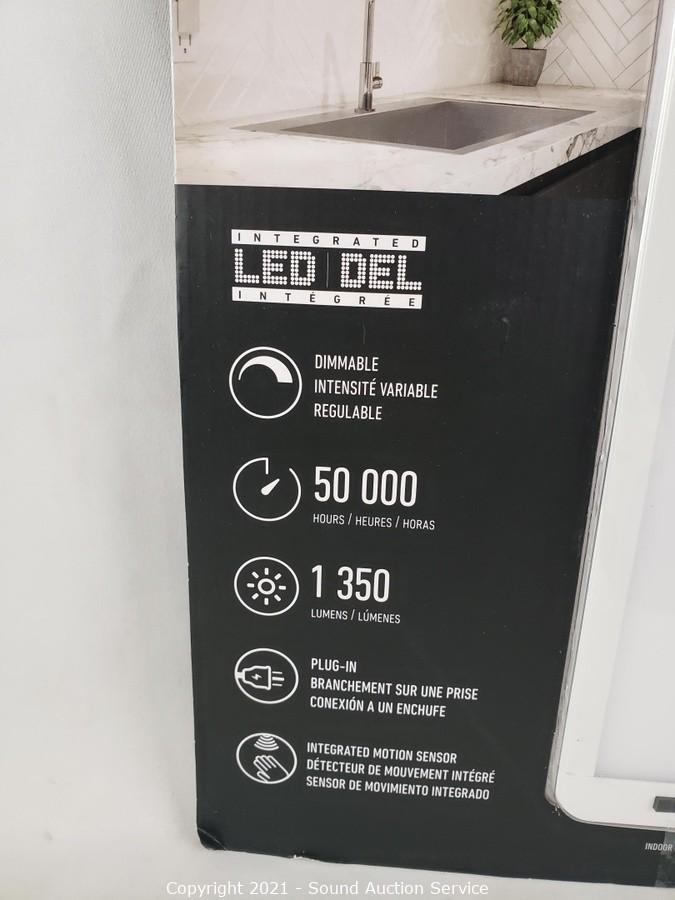 INTEGRATED
LED | DEL
INTÉGRÉE
DIMMABLE
INTENSITÉ VARIABLE
REGULABLE
50 000
HOURS / HEURES / HORAS
1 350
LUMENS / LÚMENES
PLUG-IN
BRANCHEMENT SUR UNE PRISE
CONEXIÓN A UN ENCHUFE
INTEGRATED MOTION SENSOR
DÉTECTEUR DE MOUVEMENT INTÉGRÉ
SENSOR DE MOVIMIENTO INTEGRADO
INDOOR
Copyright 2021 - Sound Auction Service